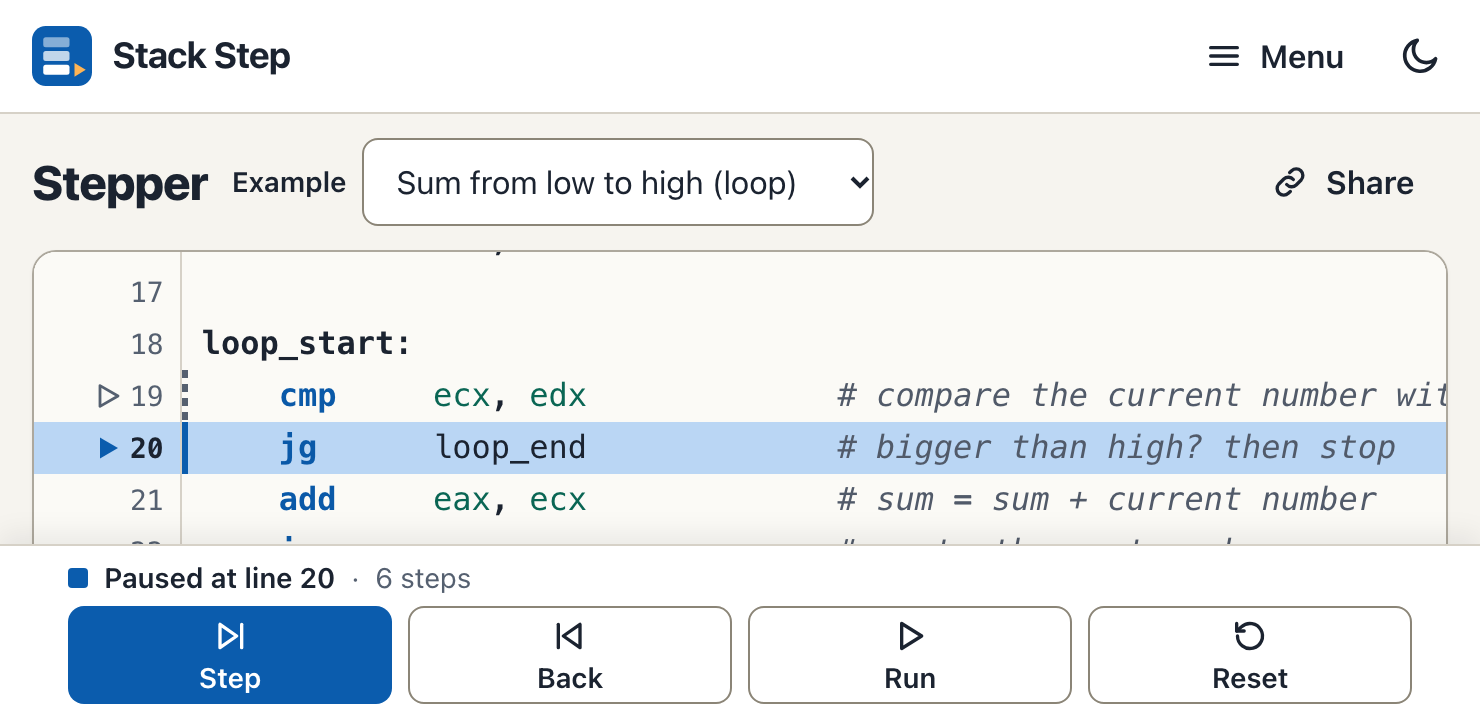 Stack Step
Menu
Stepper
Example
Sum from low to high (loop)
Share
17
18 loop_start:
19 cmp ecx, edx # compare the current number wit
20 jg loop_end # bigger than high? then stop
21 add eax, ecx # sum = sum + current number
Paused at line 20 · 6 steps
Step
Back
Run
Reset